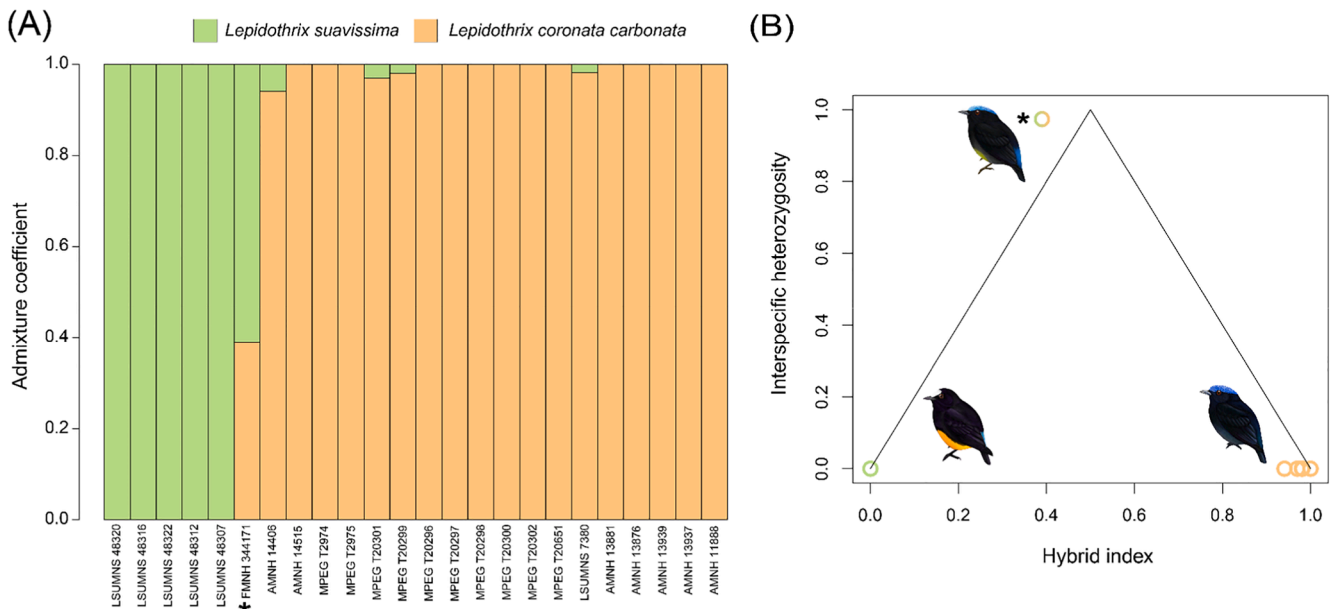 (A)
Lepidothrix suavissima
Lepidothrix coronata carbonata
Admixture coefficient
1.0
0.8
0.6
0.4
0.2
0.0
LSUMNS 48320
LSUMNS 48316
LSUMNS 48322
LSUMNS 48312
LSUMNS 48307
* FMNH 344171
AMNH 14406
AMNH 14515
MPEG T2974
MPEG T2975
MPEG T20301
MPEG T20299
MPEG T20296
MPEG T20297
MPEG T20298
MPEG T20300
MPEG T20302
MPEG T20651
LSUMNS 7380
AMNH 13881
AMNH 13876
AMNH 13939
AMNH 13937
AMNH 11888
(B)
Interspecific heterozygosity
1.0
0.8
0.6
0.4
0.2
0.0
*
0.0
0.2
0.4
0.6
0.8
1.0
Hybrid index